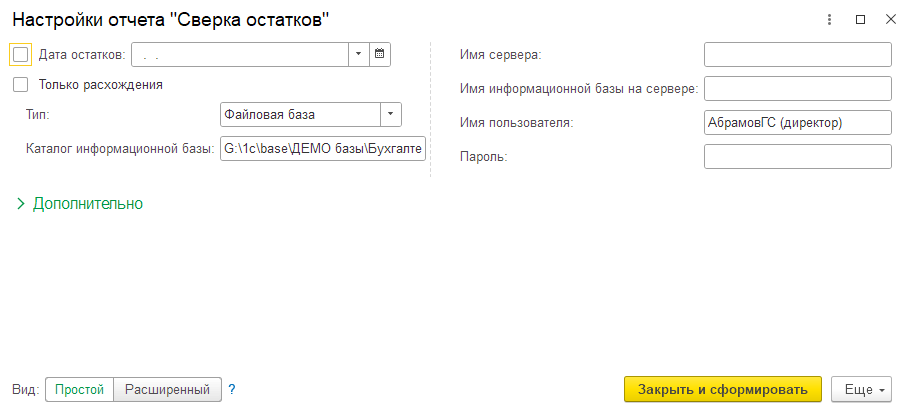 Настройки отчета "Сверка остатков"
Дата остатков: . .
Только расхождения
Тип: Файловая база
Каталог информационной базы: G:\1c\base\ДЕМО базы\Бухгалте
Имя сервера:
Имя информационной базы на сервере:
Имя пользователя: АбрамовГС (директор)
Пароль:
Дополнительно
Вид: Простой Расширенный ? Закрыть и сформировать Еще